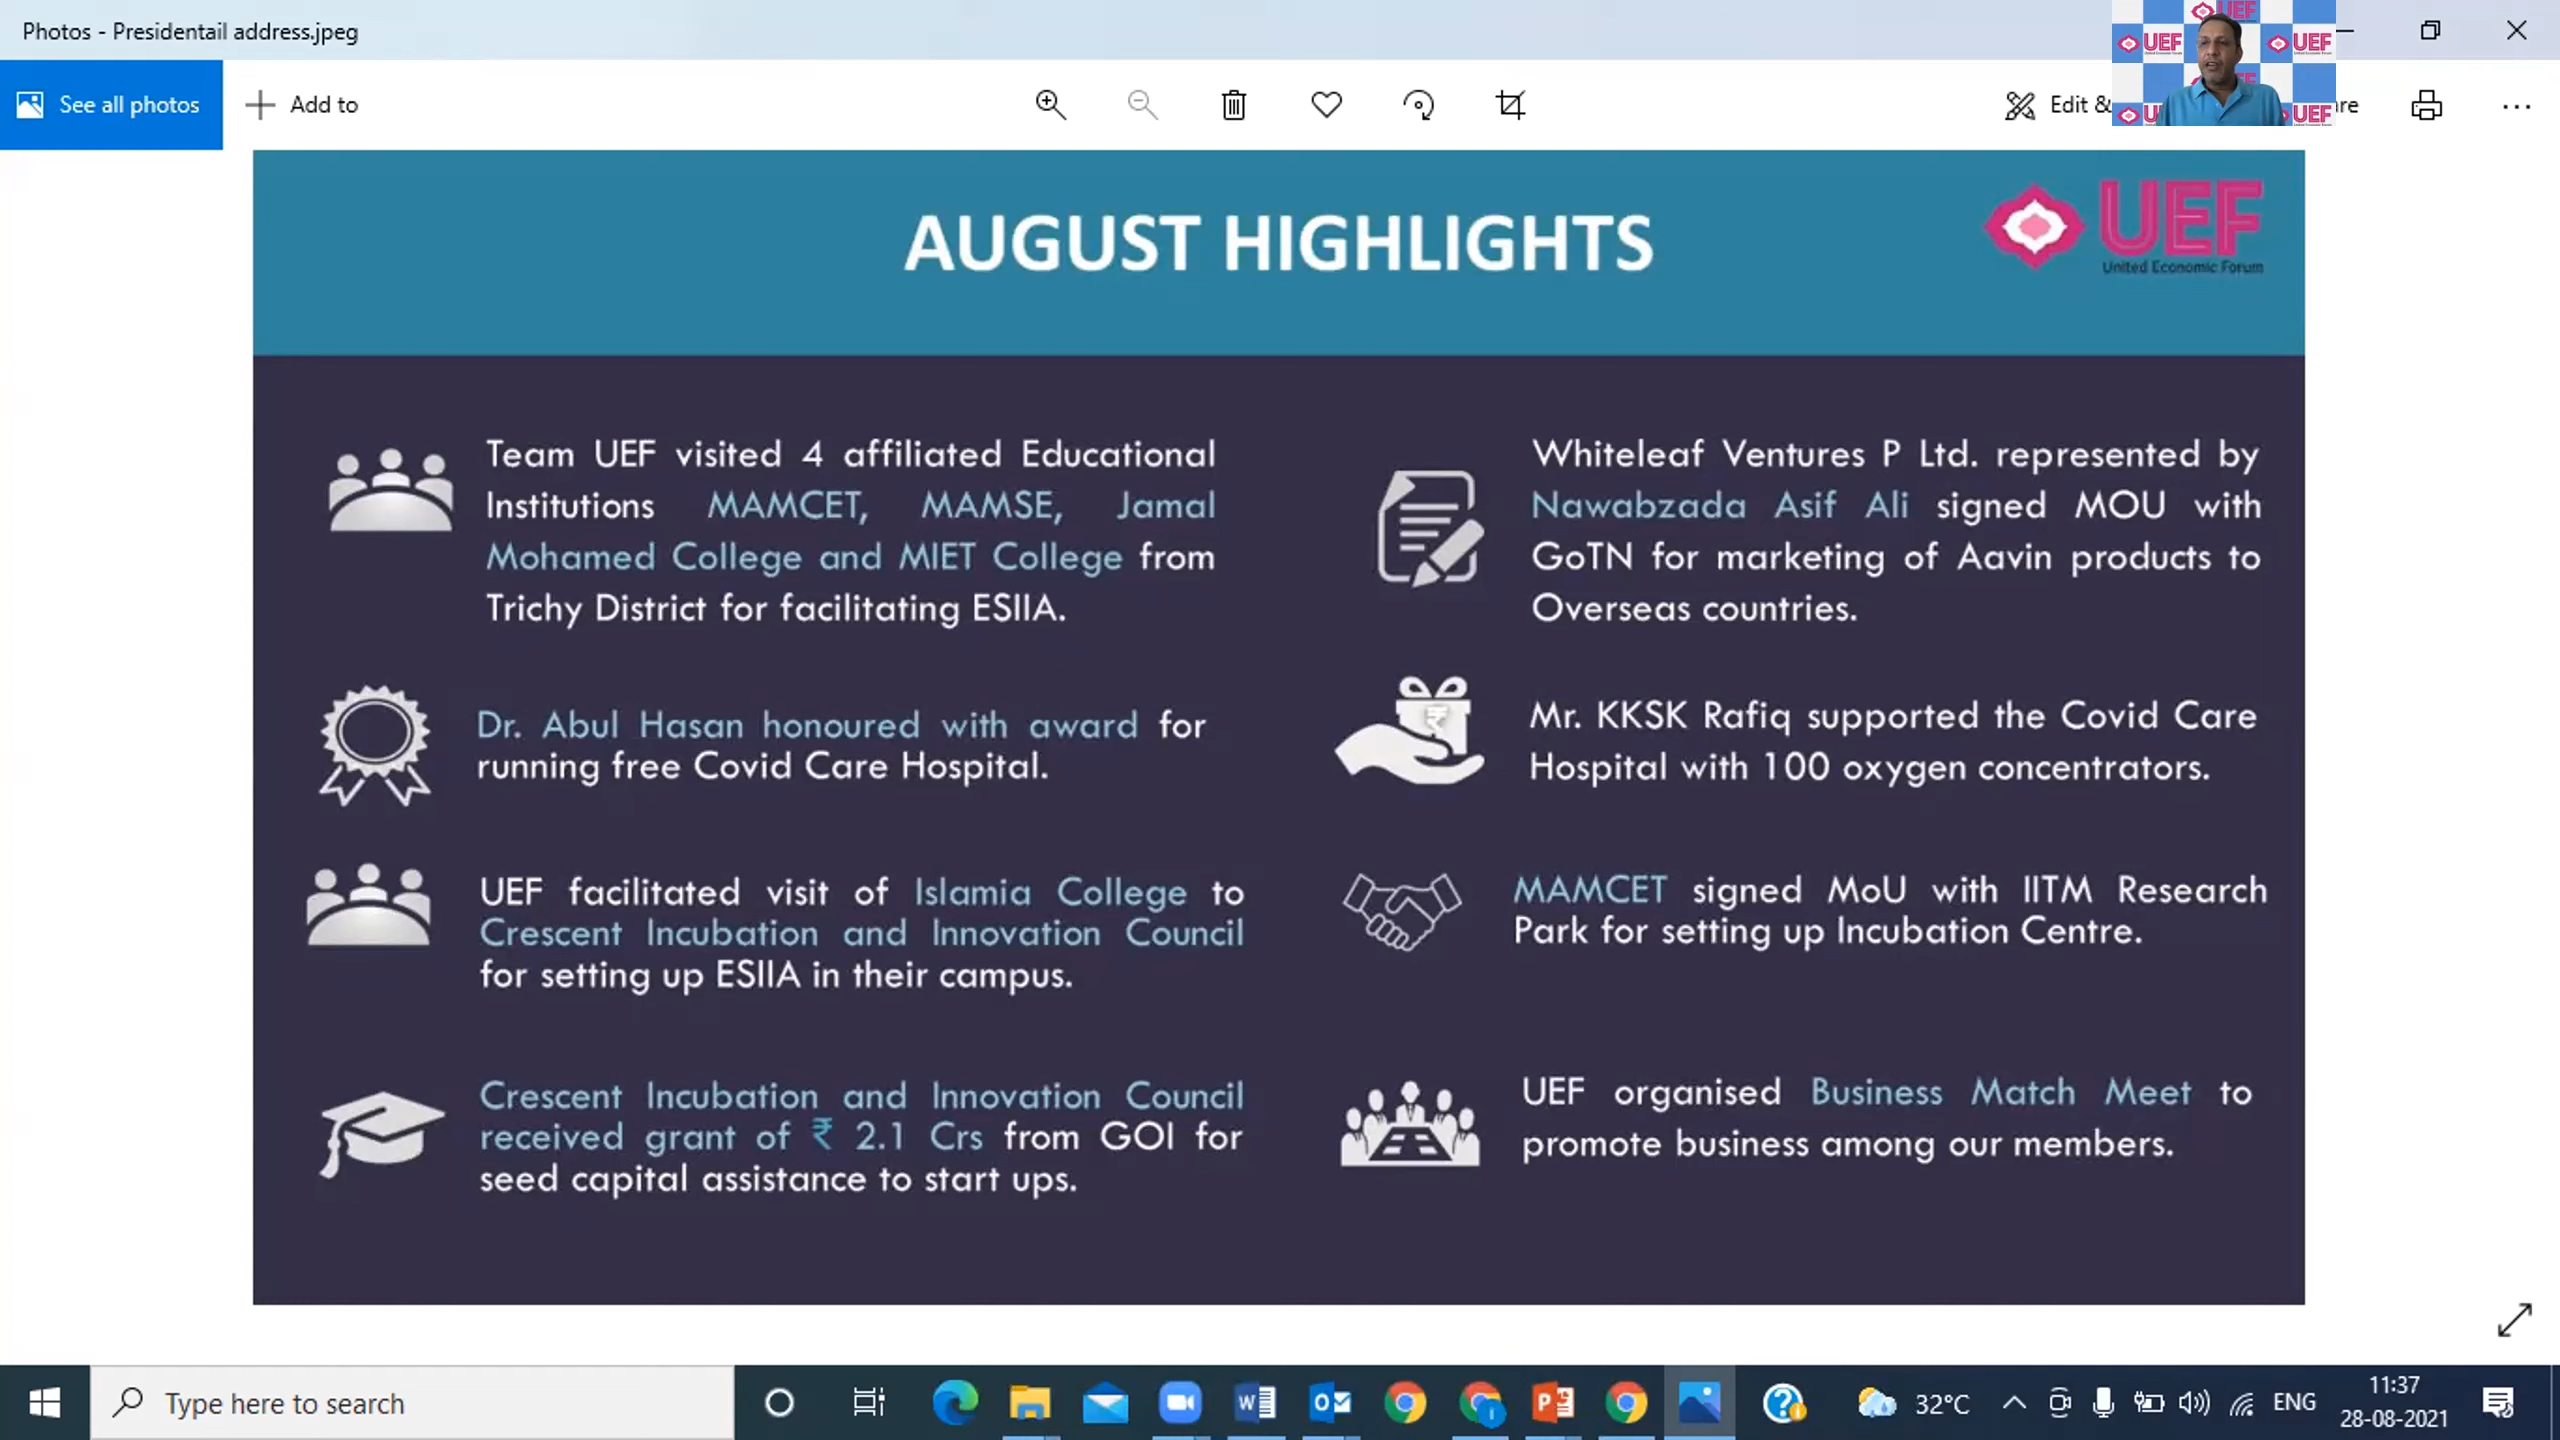 Photos - Presidentail address.jpeg
See all photos
Add to
Edit &
re
UEF
UEF
UEF
UEF
AUGUST HIGHLIGHTS
UEF
United Economic Forum
Team UEF visited 4 affiliated Educational
Institutions MAMCET, MAMSE, Jamal
Mohamed College and MIET College from
Trichy District for facilitating ESIIA.
Dr. Abul Hasan honoured with award for
running free Covid Care Hospital.
UEF facilitated visit of Islamia College to
Crescent Incubation and Innovation Council
for setting up ESIIA in their campus.
Crescent Incubation and Innovation Council
received grant of ₹ 2.1 Crs from GOI for
seed capital assistance to start ups.
Whiteleaf Ventures P Ltd. represented by
Nawabzada Asif Ali signed MOU with
GoTN for marketing of Aavin products to
Overseas countries.
Mr. KKSK Rafiq supported the Covid Care
Hospital with 100 oxygen concentrators.
MAMCET signed MoU with IITM Research
Park for setting up Incubation Centre.
UEF organised Business Match Meet to
promote business among our members.
Type here to search
32°C
ENG
11:37
28-08-2021